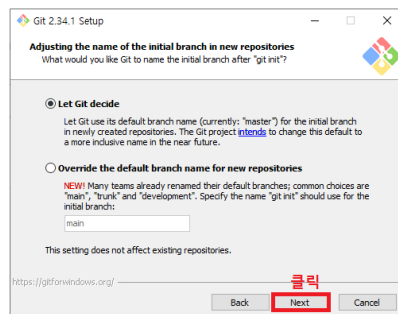 Git 2.34.1 Setup
Adjusting the name of the initial branch in new repositories
What would you like Git to name the initial branch after "git init"?
Let Git decide
Let Git use its default branch name (currently: "master") for the initial branch
in newly created repositories. The Git project intends to change this default to
a more inclusive name in the near future.
Override the default branch name for new repositories
NEW! Many teams already renamed their default branches; common choices are
"main", "trunk" and "development". Specify the name "git init" should use for the
initial branch:
main
This setting does not affect existing repositories.
https://gitforwindows.org/
클릭
Back Next Cancel